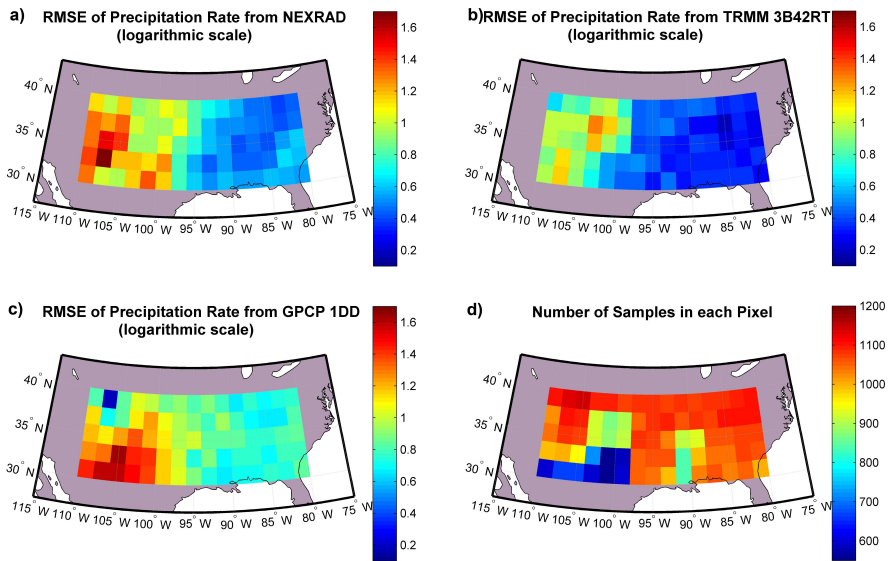 a) RMSE of Precipitation Rate from NEXRAD
(logarithmic scale)
1.6
1.4
1.2
1
0.8
0.6
0.4
0.2
40° N
35° N
30° N
115° W 110° W 105° W 100° W 95° W 90° W 85° W 80° W 75° W
b) RMSE of Precipitation Rate from TRMM 3B42RT
(logarithmic scale)
1.6
1.4
1.2
1
0.8
0.6
0.4
0.2
40° N
35° N
30° N
115° W 110° W 105° W 100° W 95° W 90° W 85° W 80° W 75° W
c) RMSE of Precipitation Rate from GPCP 1DD
(logarithmic scale)
1.6
1.4
1.2
1
0.8
0.6
0.4
0.2
40° N
35° N
30° N
115° W 110° W 105° W 100° W 95° W 90° W 85° W 80° W 75° W
d) Number of Samples in each Pixel
1200
1100
1000
900
800
700
600
40° N
35° N
30° N
115° W 110° W 105° W 100° W 95° W 90° W 85° W 80° W 75° W